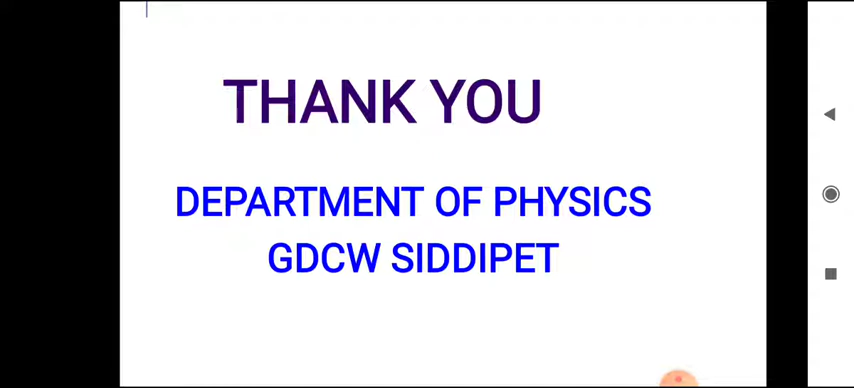 THANK YOU
DEPARTMENT OF PHYSICS
GDCW SIDDIPET